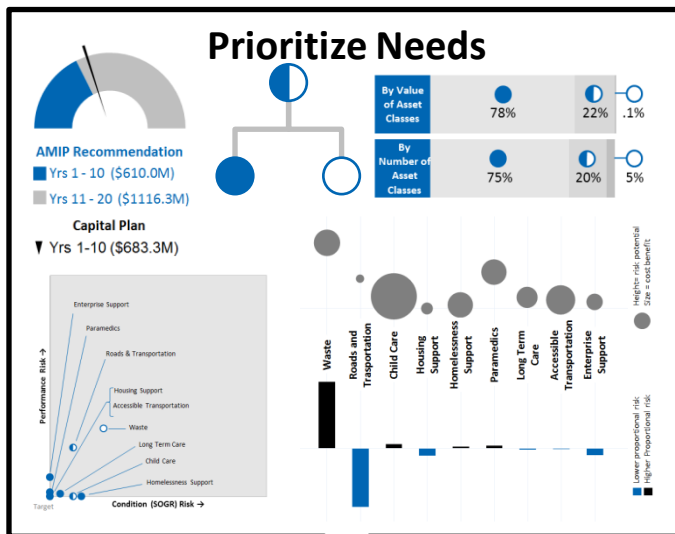 Prioritize Needs
AMIP Recommendation
Yrs 1 - 10 ($610.0M)
Yrs 11 - 20 ($1116.3M)
Capital Plan
Yrs 1-10 ($683.3M)
By Value
of Asset
Classes
78%
22%
.1%
By
Number of
Asset
Classes
75%
20%
5%
Performance Risk →
Enterprise Support
Paramedics
Roads & Transportation
Housing Support
Accessible Transportation
Waste
Long Term Care
Child Care
Homelessness Support
Target
Condition (SOGR) Risk →
Waste
Roads and
Trasportation
Child Care
Housing
Support
Homelessness
Support
Paramedics
Long Term
Care
Accessible
Transportation
Enterprise
Support
Height= risk potential
Size = cost benefit
Lower proportional risk:
Higher Proportional risk: